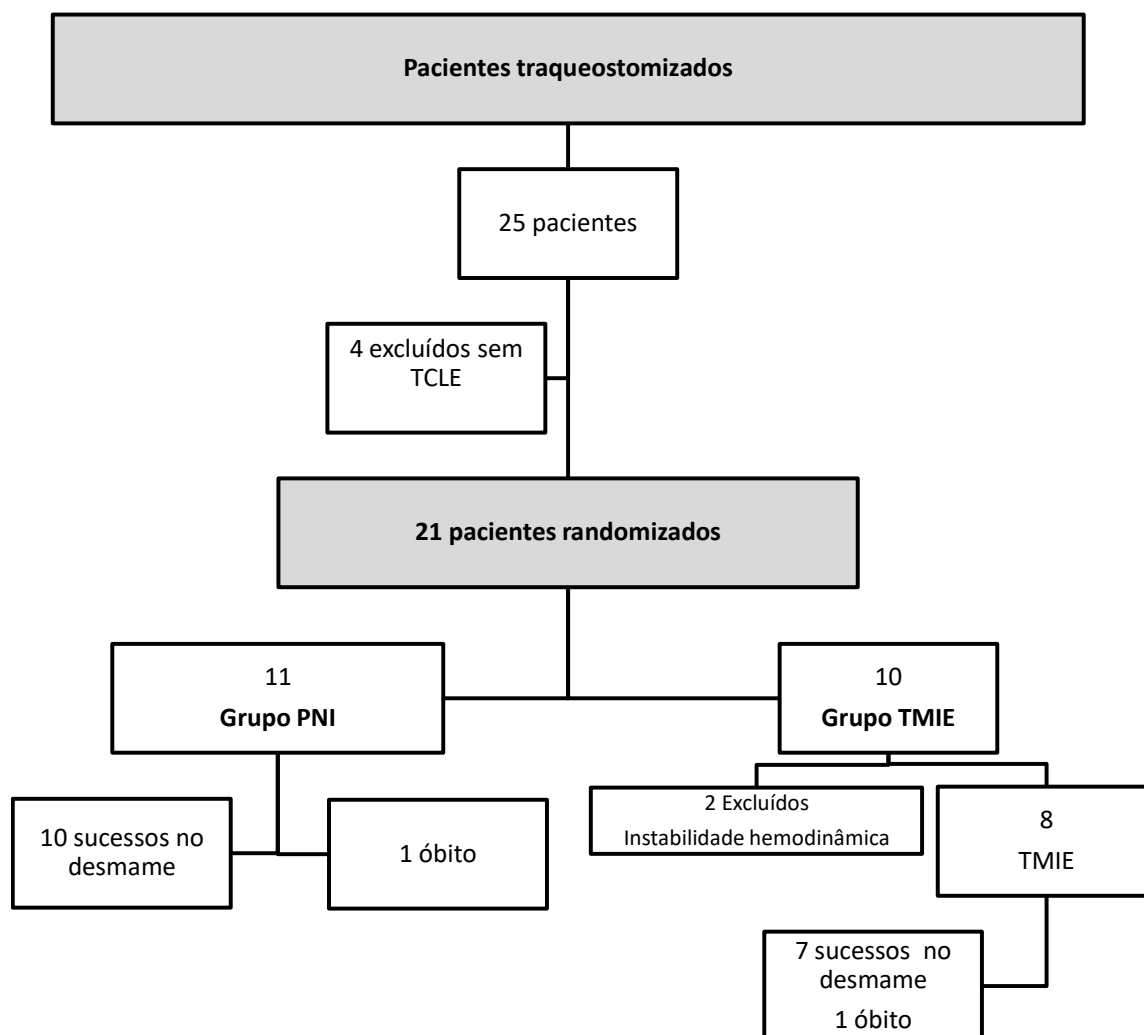 Pacientes traqueostomizados
25 pacientes
4 excluídos sem
TCLE
21 pacientes randomizados
11
Grupo PNI
10
Grupo TMIE
10 sucessos no
desmame
1 óbito
2 Excluídos
Instabilidade hemodinâmica
8
TMIE
7 sucessos no
desmame
1 óbito